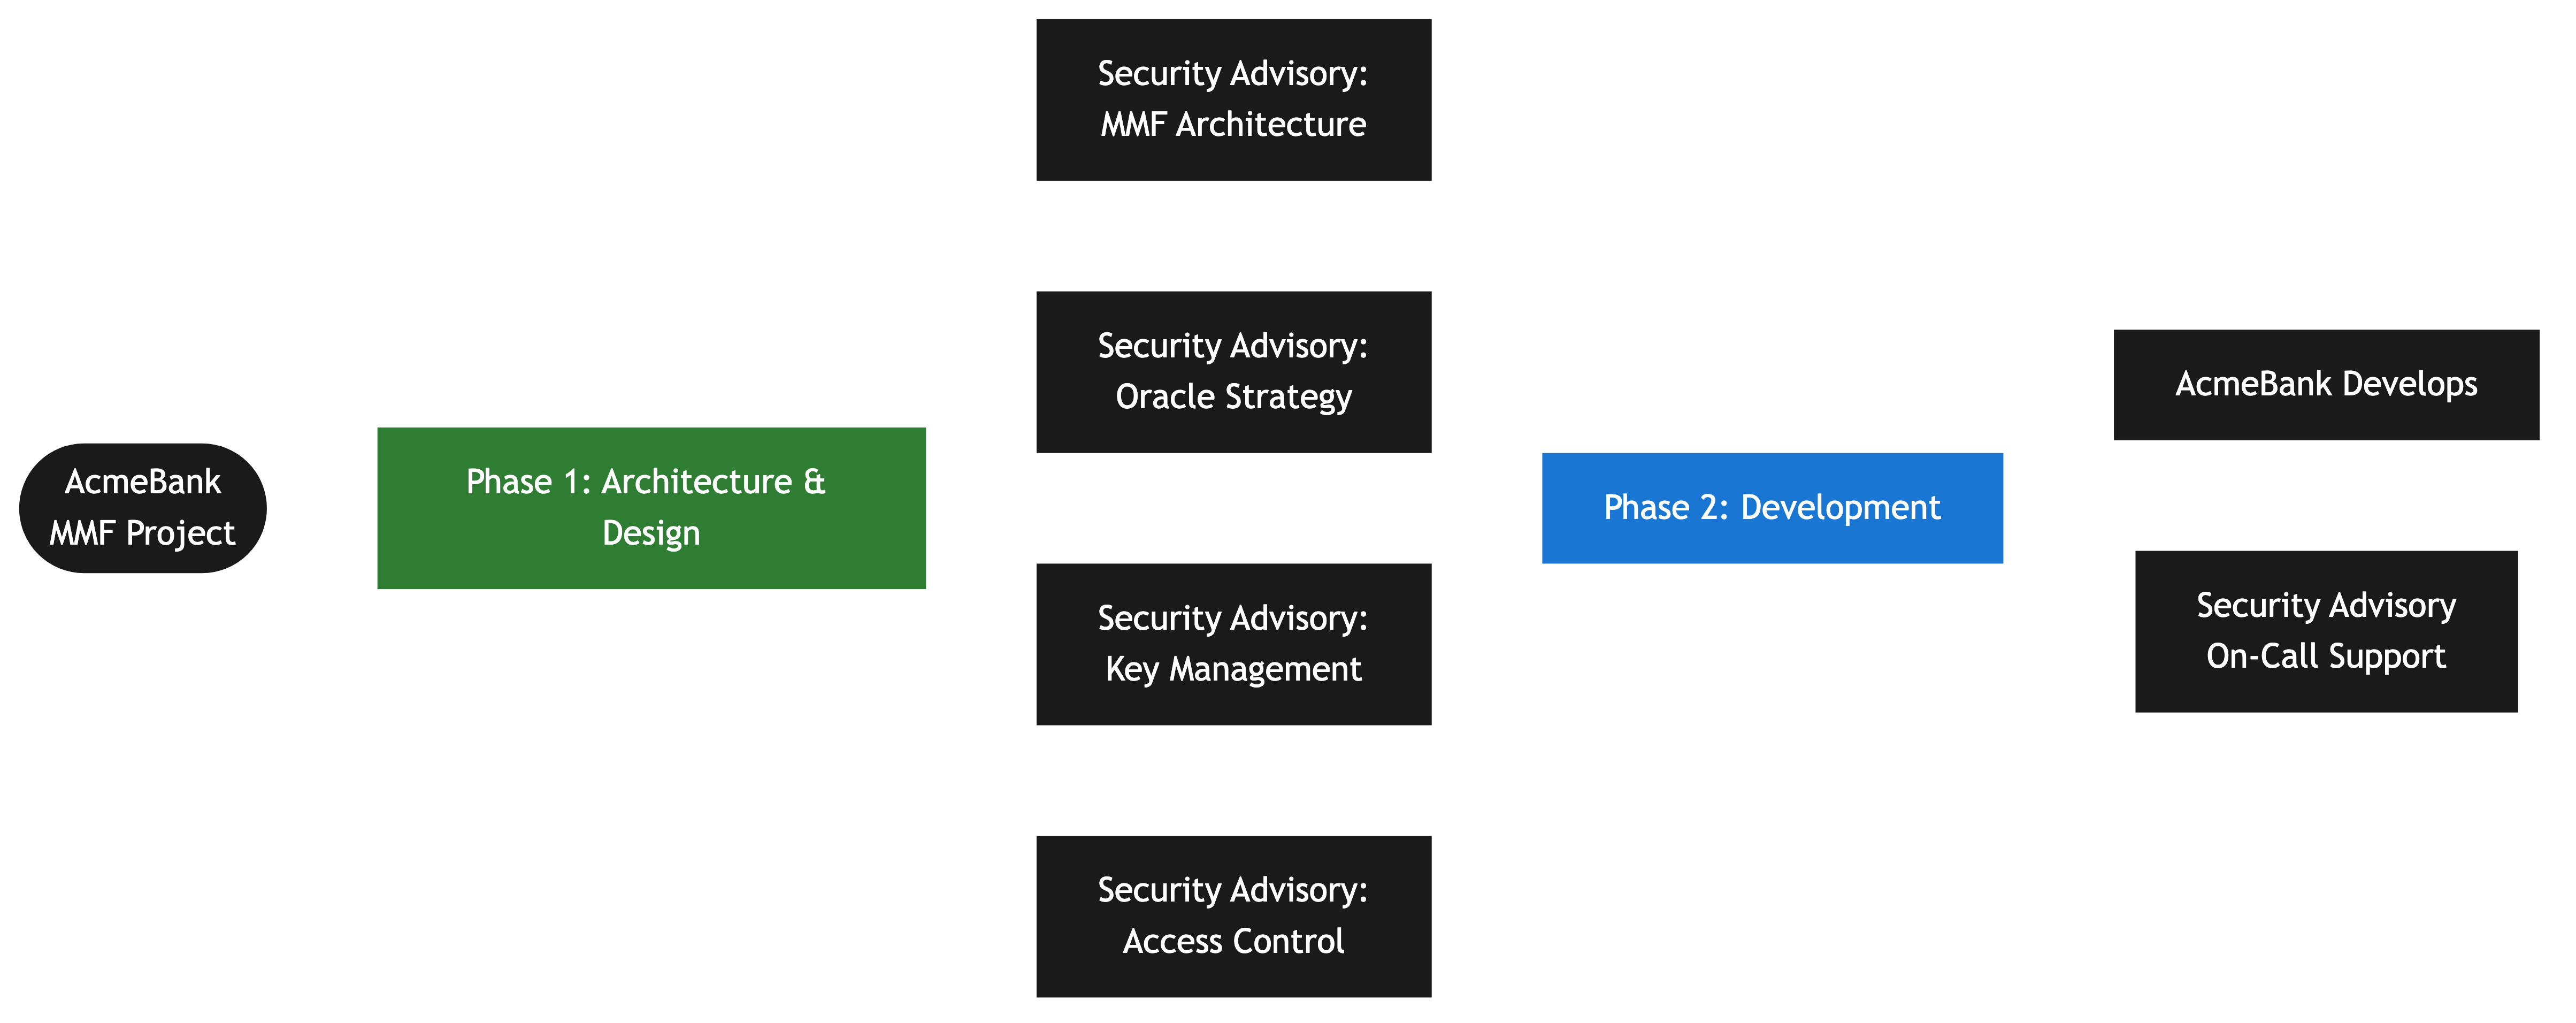 AcmeBank
MMF Project
Phase 1: Architecture &
Design
Security Advisory:
MMF Architecture
Security Advisory:
Oracle Strategy
Security Advisory:
Key Management
Security Advisory:
Access Control
Phase 2: Development
AcmeBank Develops
Security Advisory
On-Call Support